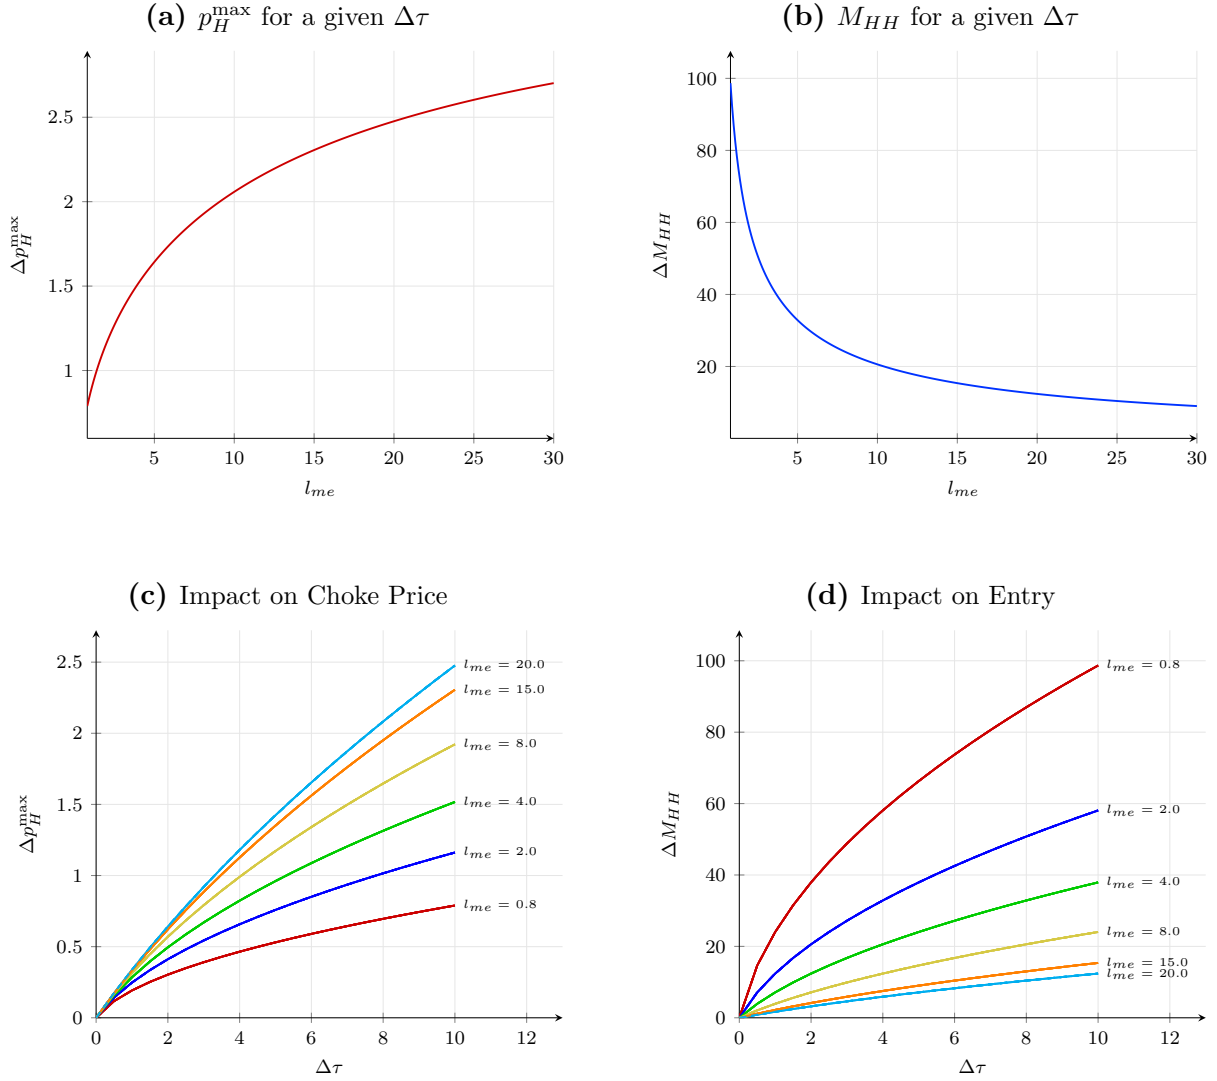 (a) p_H^max for a given Δτ
2.5
2
1.5
1
Δp_H^max
5 10 15 20 25 30
l_me
(b) M_HH for a given Δτ
100
80
60
40
20
ΔM_HH
5 10 15 20 25 30
l_me
(c) Impact on Choke Price
2.5
2
1.5
1
0.5
0
Δp_H^max
l_me = 20.0
l_me = 15.0
l_me = 8.0
l_me = 4.0
l_me = 2.0
l_me = 0.8
0 2 4 6 8 10 12
Δτ
(d) Impact on Entry
100
80
60
40
20
0
ΔM_HH
l_me = 0.8
l_me = 2.0
l_me = 4.0
l_me = 8.0
l_me = 15.0
l_me = 20.0
0 2 4 6 8 10 12
Δτ